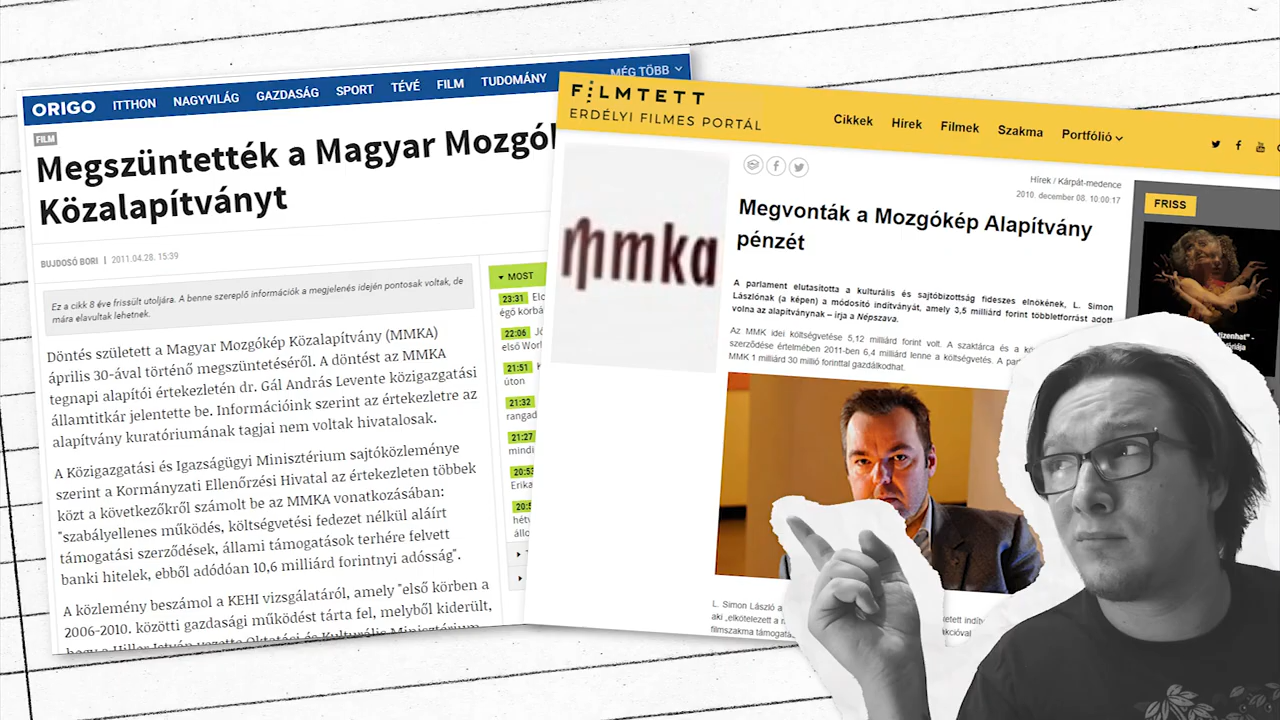 ORIGO ITTHON NAGYVILÁG GAZDASÁG SPORT TÉVÉ FILM TUDOMÁNY MÉG TÖBB
FILM
Megszüntették a Magyar
Közalapítványt
BUJDOSÓ BORI | 2011.04.28. 15:39
Ez a cikk 8 éve frissült utoljára. A benne szereplő információk a megjelenés idején pontosak voltak, de
mára elavultak lehetnek.
Döntés született a Magyar Mozgókép Közalapítvány (MMKA)
április 30-ával történő megszüntetéséről. A döntést az MMKA
tegnapi alapítói értekezletén dr. Gál András Levente közigazgatási
államtitkár jelentette be. Információink szerint az értekezletre az
alapítvány kuratóriumának tagjai nem voltak hivatalosak.
A Közigazgatási és Igazságügyi Minisztérium sajtóközleménye
szerint a Kormányzati Ellenőrzési Hivatal az értekezleten többek
közt a következőkről számolt be az MMKA vonatkozásában:
"szabályellenes működés, költségvetési fedezet nélkül aláírt
támogatási szerződések, állami támogatások terhére felvett
banki hitelek, ebből adódóan 10,6 milliárd forintnyi adósság".
A közlemény beszámol a KEHI vizsgálatáról, amely "első körben a
2006-2010. közötti gazdasági működést tárta fel, melyből kiderült,
MOST
23:31
égő
22:06
első
21:51
úton
21:32
rangad
21:27
mindi
Erika
FILMTETT
ERDÉLYI FILMES PORTÁL
Cikkek Hírek Filmek Szakma Portfólió
mmka
Hírek / Kárpát-medence
2010. december 08. 10:00:17
Megvonták a Mozgókép Alapítvány
pénzét
A parlament elutasította a kulturális és sajtóbizottság fideszes elnökének, L. Simon
Lászlónak (a képen) a módosító indítványát, amely 3,5 milliárd forint többletforrást adott
volna az alapítványnak – írja a Népszava.
Az MMK idei költségvetése 5,12 milliárd forint volt. A szaktárca és a
szerződése értelmében 2011-ben 6,4 milliárd lenne a költségvetés. A
MMK 1 milliárd 30 millió forinttal gazdálkodhat.
L. Simon László a
aki „elkötelezett a
filmszakma
FRISS